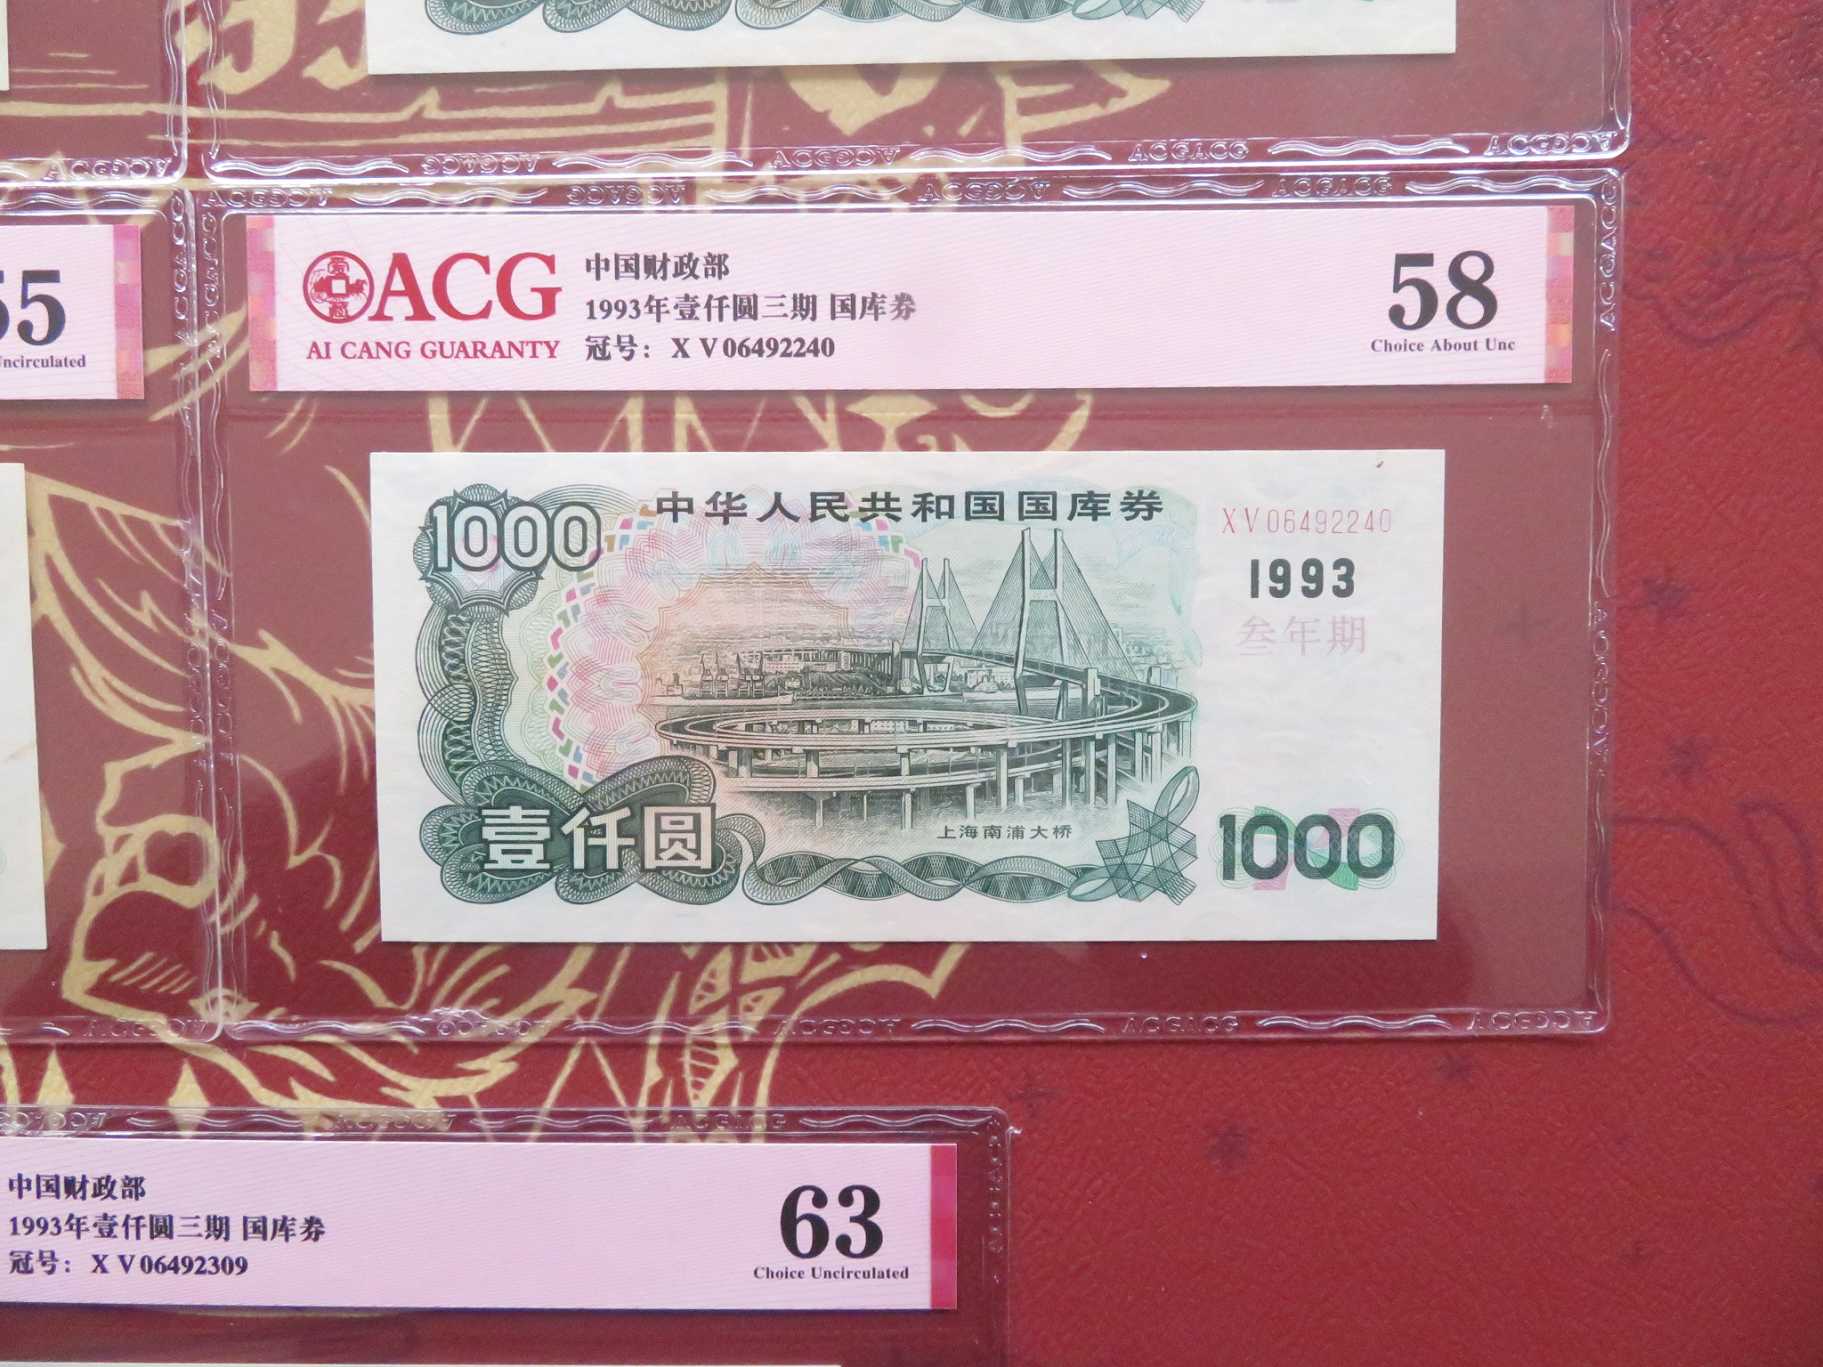 55
Uncirculated
ACG
AI CANG GUARANTY
中国财政部
1993年壹仟圆三期 国库券
冠号：ＸＶ06492240
58
Choice About Unc
1000
中华人民共和国国库券
XV06492240
1993
叁年期
壹仟圆
上海南浦大桥
1000
中国财政部
1993年壹仟圆三期 国库券
冠号：ＸＶ06492309
63
Choice Uncirculated